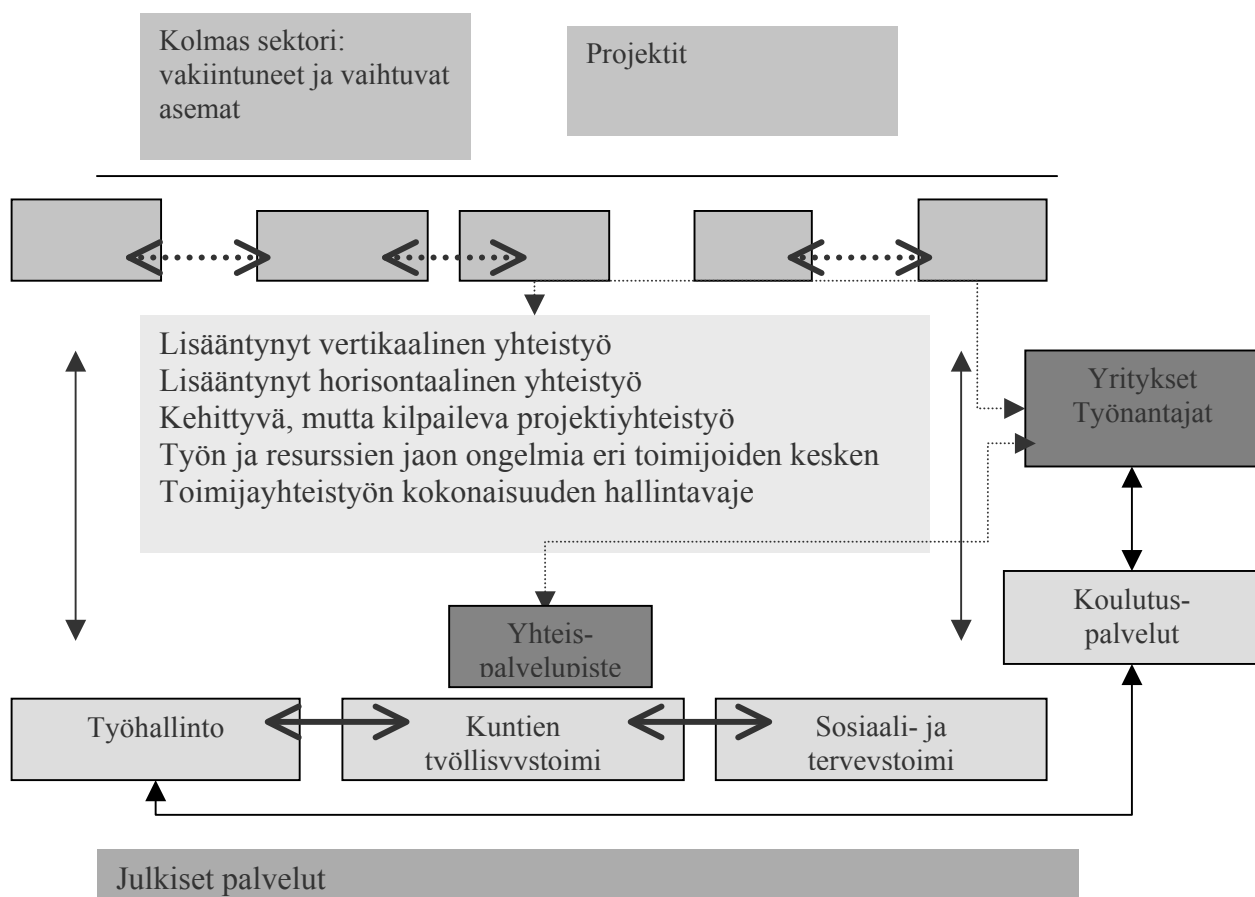 Kolmas sektori:
vakiintuneet ja vaihtuvat
asemat
Projektit
Lisääntynyt vertikaalinen yhteistyö
Lisääntynyt horisontaalinen yhteistyö
Kehittyvä, mutta kilpaileva projektiyhteistyö
Työn ja resurssien jaon ongelmia eri toimijoiden kesken
Toimijayhteistyön kokonaisuuden hallintavaje
Yritykset
Työnantajat
Koulutus-
palvelut
Yhteis-
palvelupiste
Työhallinto
Kuntien
työllisyystoimi
Sosiaali- ja
terveystoimi
Julkiset palvelut